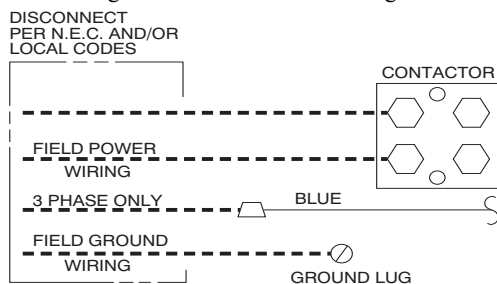 DISCONNECT
PER N.E.C. AND/OR
LOCAL CODES
CONTACTOR
FIELD POWER
WIRING
3 PHASE ONLY
BLUE
FIELD GROUND
WIRING
GROUND LUG